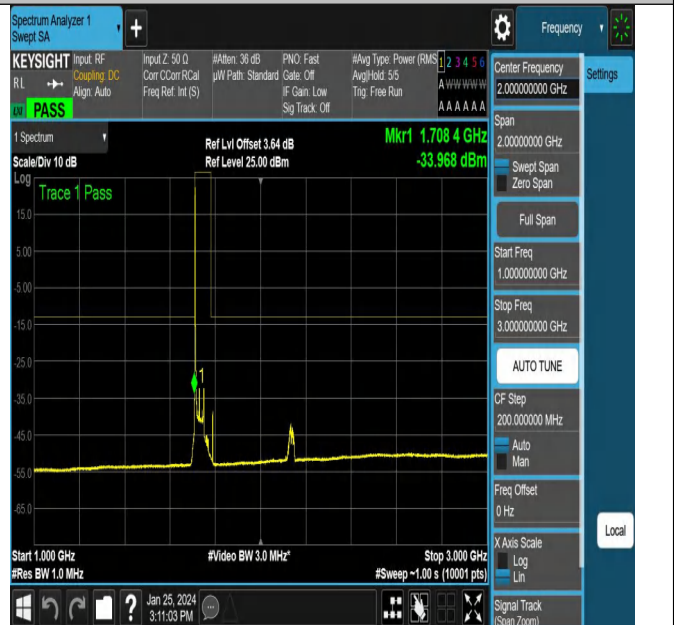 Spectrum Analyzer 1
Swept SA
+
Frequency
KEYSIGHT
RL
PASS
Input: RF
Coupling: DC
Align: Auto
Input Z: 50 Ω
Corr CCorr RCal
Freq Ref: Int (S)
#Atten: 36 dB
µW Path: Standard
PNO: Fast
Gate: Off
IF Gain: Low
Sig Track: Off
#Avg Type: Power (RMS
Avg|Hold: 5/5
Trig: Free Run
1 2 3 4 5 6
A W W W W W
A A A A A A
1 Spectrum
Scale/Div 10 dB
Ref Lvl Offset 3.64 dB
Ref Level 25.00 dBm
Mkr1 1.708 4 GHz
-33.968 dBm
Log
Trace 1 Pass
15.0
5.00
-5.00
-15.0
-25.0
-35.0
-45.0
-55.0
-65.0
1
Start 1.000 GHz
#Res BW 1.0 MHz
#Video BW 3.0 MHz*
Stop 3.000 GHz
#Sweep ~1.00 s (10001 pts)
Center Frequency
2.000000000 GHz
Settings
Span
2.00000000 GHz
Swept Span
Zero Span
Full Span
Start Freq
1.000000000 GHz
Stop Freq
3.000000000 GHz
AUTO TUNE
CF Step
200.000000 MHz
Auto
Man
Freq Offset
0 Hz
X Axis Scale
Log
Lin
Local
Signal Track
(Span Zoom)
?
Jan 25, 2024
3:11:03 PM